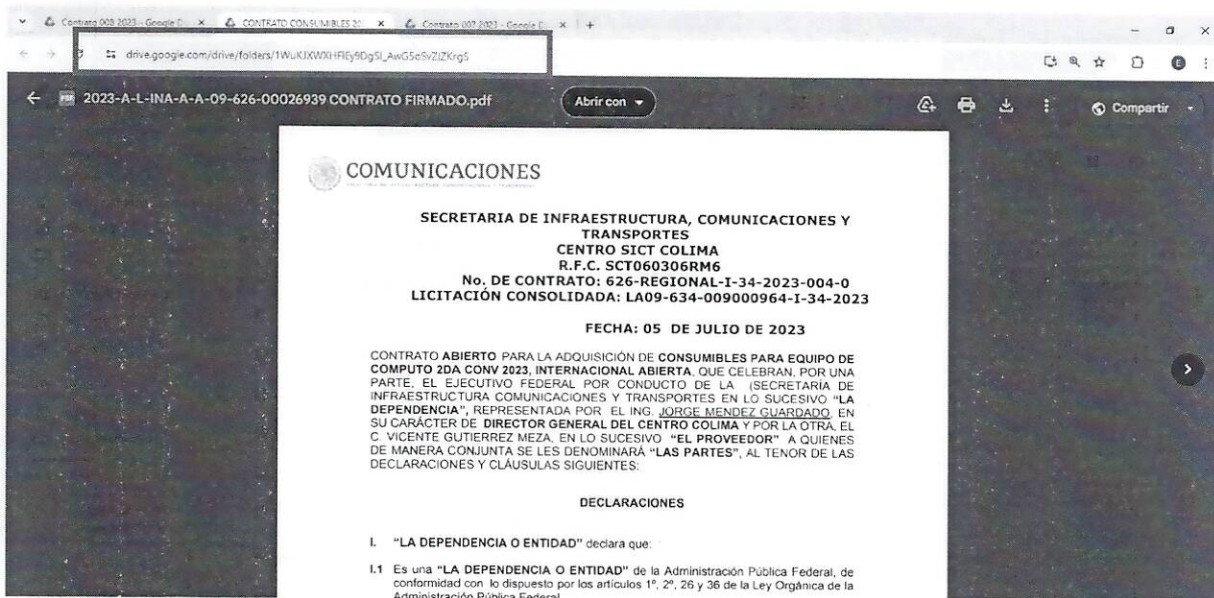 Contrato 008 2023 - Google D
CONTRATO CONSUMIBLES 20
Contrato 007 2023 - Google D
drive.google.com/drive/folders/
2023-A-L-INA-A-A-09-626-00026939 CONTRATO FIRMADO.pdf
Abrir con
Compartir
COMUNICACIONES
SECRETARIA DE INFRAESTRUCTURA, COMUNICACIONES Y
TRANSPORTES
CENTRO SICT COLIMA
R.F.C. SCT060306RM6
No. DE CONTRATO: 626-REGIONAL-I-34-2023-004-0
LICITACIÓN CONSOLIDADA: LA09-634-009000964-I-34-2023
FECHA: 05 DE JULIO DE 2023
CONTRATO ABIERTO PARA LA ADQUISICIÓN DE CONSUMIBLES PARA EQUIPO DE
COMPUTO 2DA CONV 2023, INTERNACIONAL ABIERTA, QUE CELEBRAN, POR UNA
PARTE, EL EJECUTIVO FEDERAL POR CONDUCTO DE LA (SECRETARÍA DE
INFRAESTRUCTURA COMUNICACIONES Y TRANSPORTES EN LO SUCESIVO "LA
DEPENDENCIA", REPRESENTADA POR EL ING. JORGE MENDEZ GUARDADO, EN
SU CARÁCTER DE DIRECTOR GENERAL DEL CENTRO COLIMA Y POR LA OTRA, EL
C. VICENTE GUTIERREZ MEZA, EN LO SUCESIVO "EL PROVEEDOR" A QUIENES
DE MANERA CONJUNTA SE LES DENOMINARÁ "LAS PARTES", AL TENOR DE LAS
DECLARACIONES Y CLÁUSULAS SIGUIENTES:
DECLARACIONES
I. "LA DEPENDENCIA O ENTIDAD" declara que:
I.1 Es una "LA DEPENDENCIA O ENTIDAD" de la Administración Pública Federal, de
conformidad con lo dispuesto por los artículos 1º, 2º, 26 y 36 de la Ley Orgánica de la
Administración Pública Federal